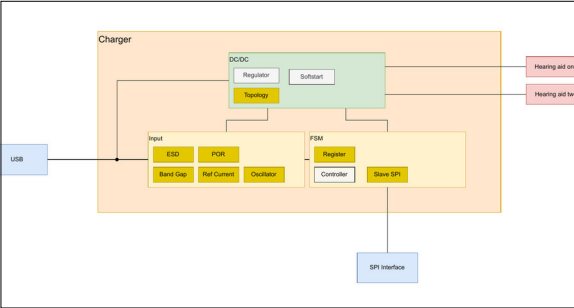 Charger
DC/DC
Regulator
Softstart
Topology
Hearing aid on
Hearing aid tw
Input
ESD
POR
Band Gap
Ref Current
Oscillator
FSM
Register
Controller
Slave SPI
USB
SPI Interface